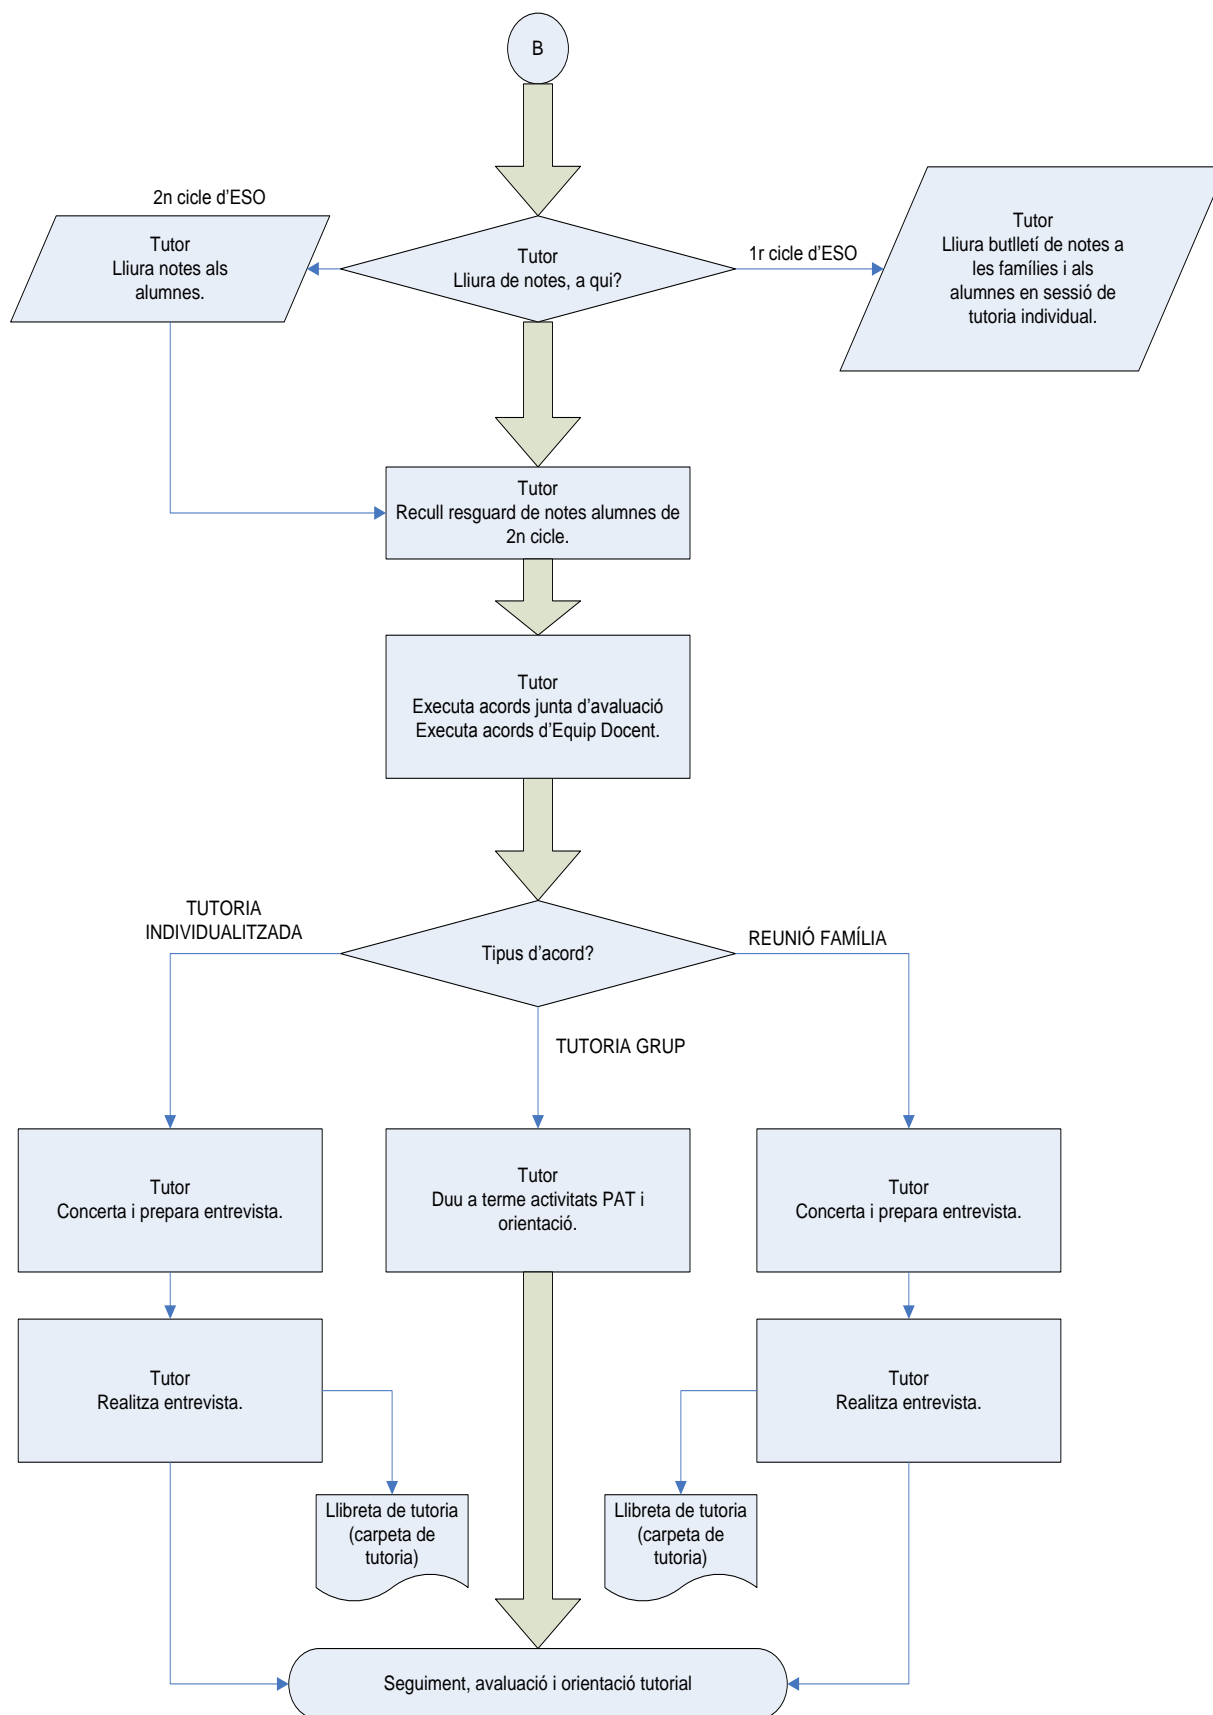 B
2n cicle d'ESO
Tutor
Lliura notes als
alumnes.
Tutor
Lliura de notes, a qui?
1r cicle d'ESO
Tutor
Lliura butlletí de notes a
les famílies i als
alumnes en sessió de
tutoria individual.
Tutor
Recull resguard de notes alumnes de
2n cicle.
Tutor
Executa acords junta d'avaluació
Executa acords d'Equip Docent.
TUTORIA
INDIVIDUALITZADA
Tipus d'acord?
REUNIÓ FAMÍLIA
TUTORIA GRUP
Tutor
Concerta i prepara entrevista.
Tutor
Duu a terme activitats PAT i
orientació.
Tutor
Concerta i prepara entrevista.
Tutor
Realitza entrevista.
Tutor
Realitza entrevista.
Llibreta de tutoria
(carpeta de
tutoria)
Llibreta de tutoria
(carpeta de
tutoria)
Seguiment, avaluació i orientació tutorial